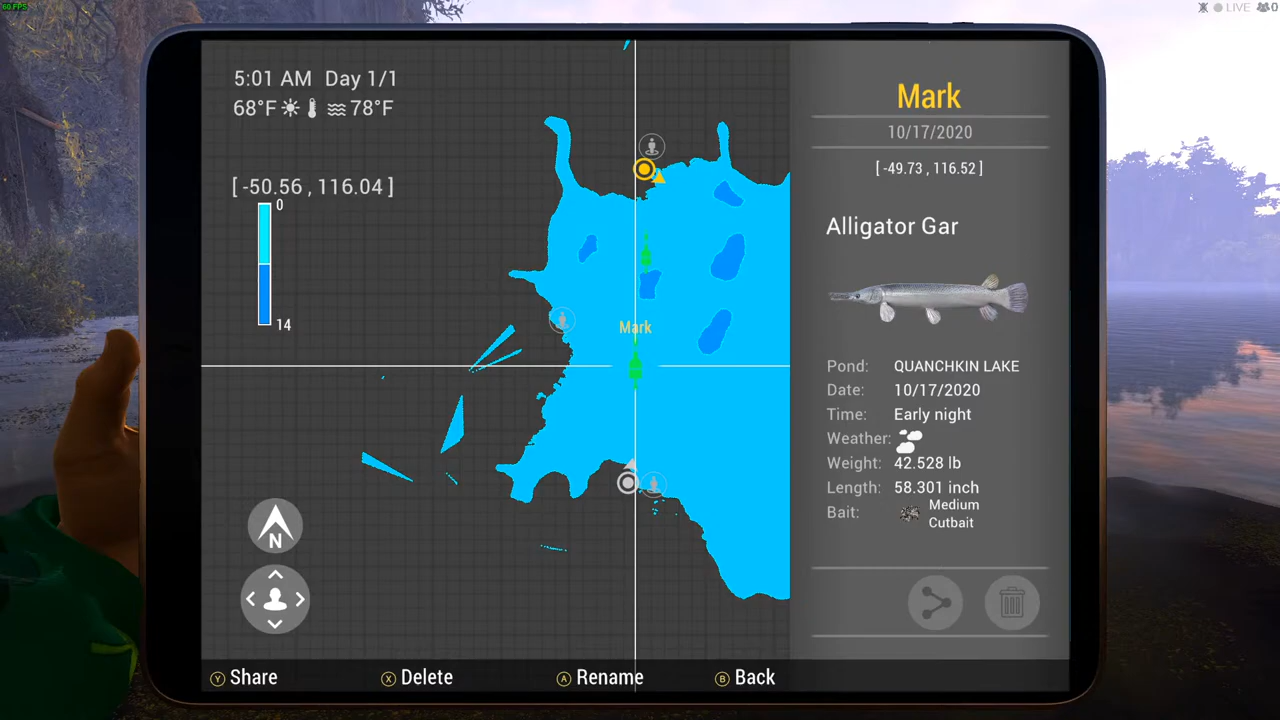 60 FPS
LIVE 0
5:01 AM Day 1/1
68°F 78°F
[ -50.56 , 116.04 ]
0
14
Mark
N
Mark
10/17/2020
[ -49.73 , 116.52 ]
Alligator Gar
Pond: QUANCHKIN LAKE
Date: 10/17/2020
Time: Early night
Weather:
Weight: 42.528 lb
Length: 58.301 inch
Bait: Medium
Cutbait
Y Share X Delete A Rename B Back